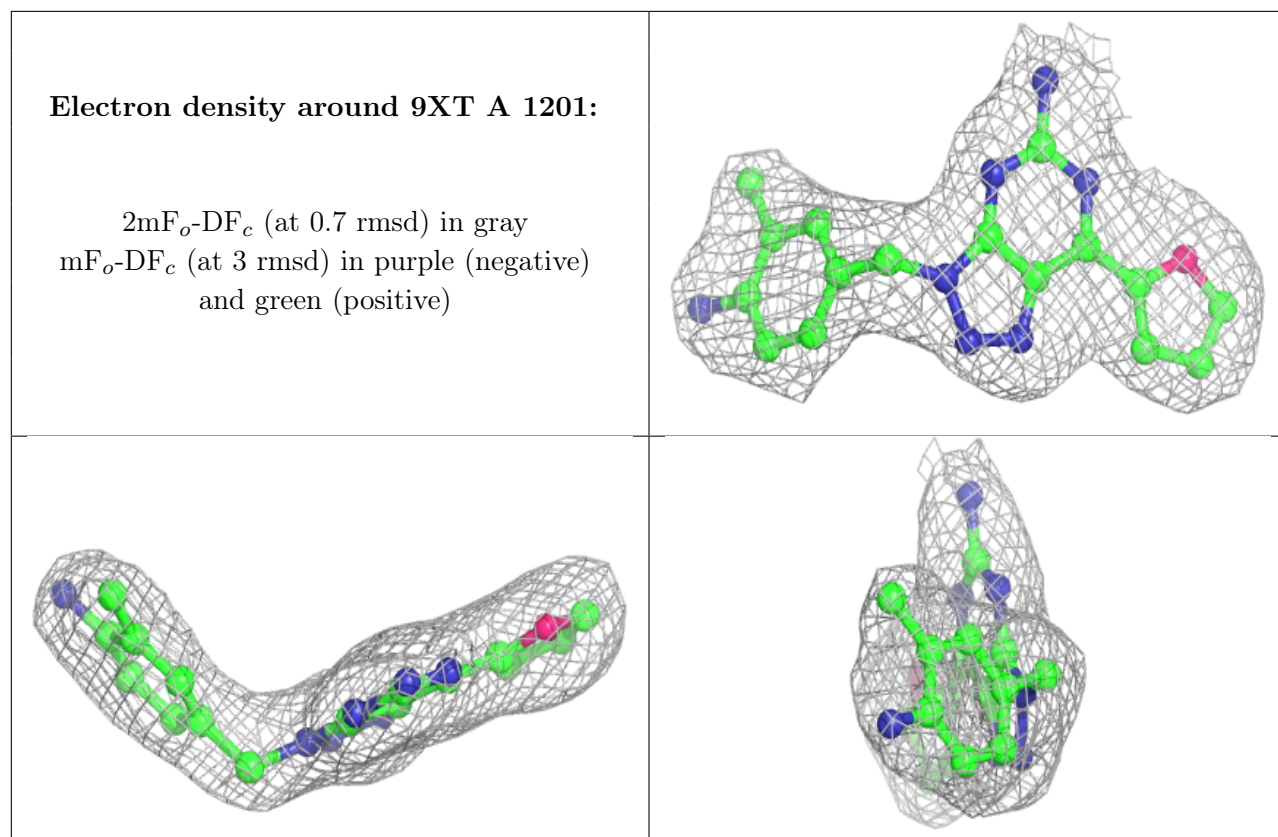 Electron density around 9XT A 1201:
2mFo-DFc (at 0.7 rmsd) in gray
mFo-DFc (at 3 rmsd) in purple (negative)
and green (positive)